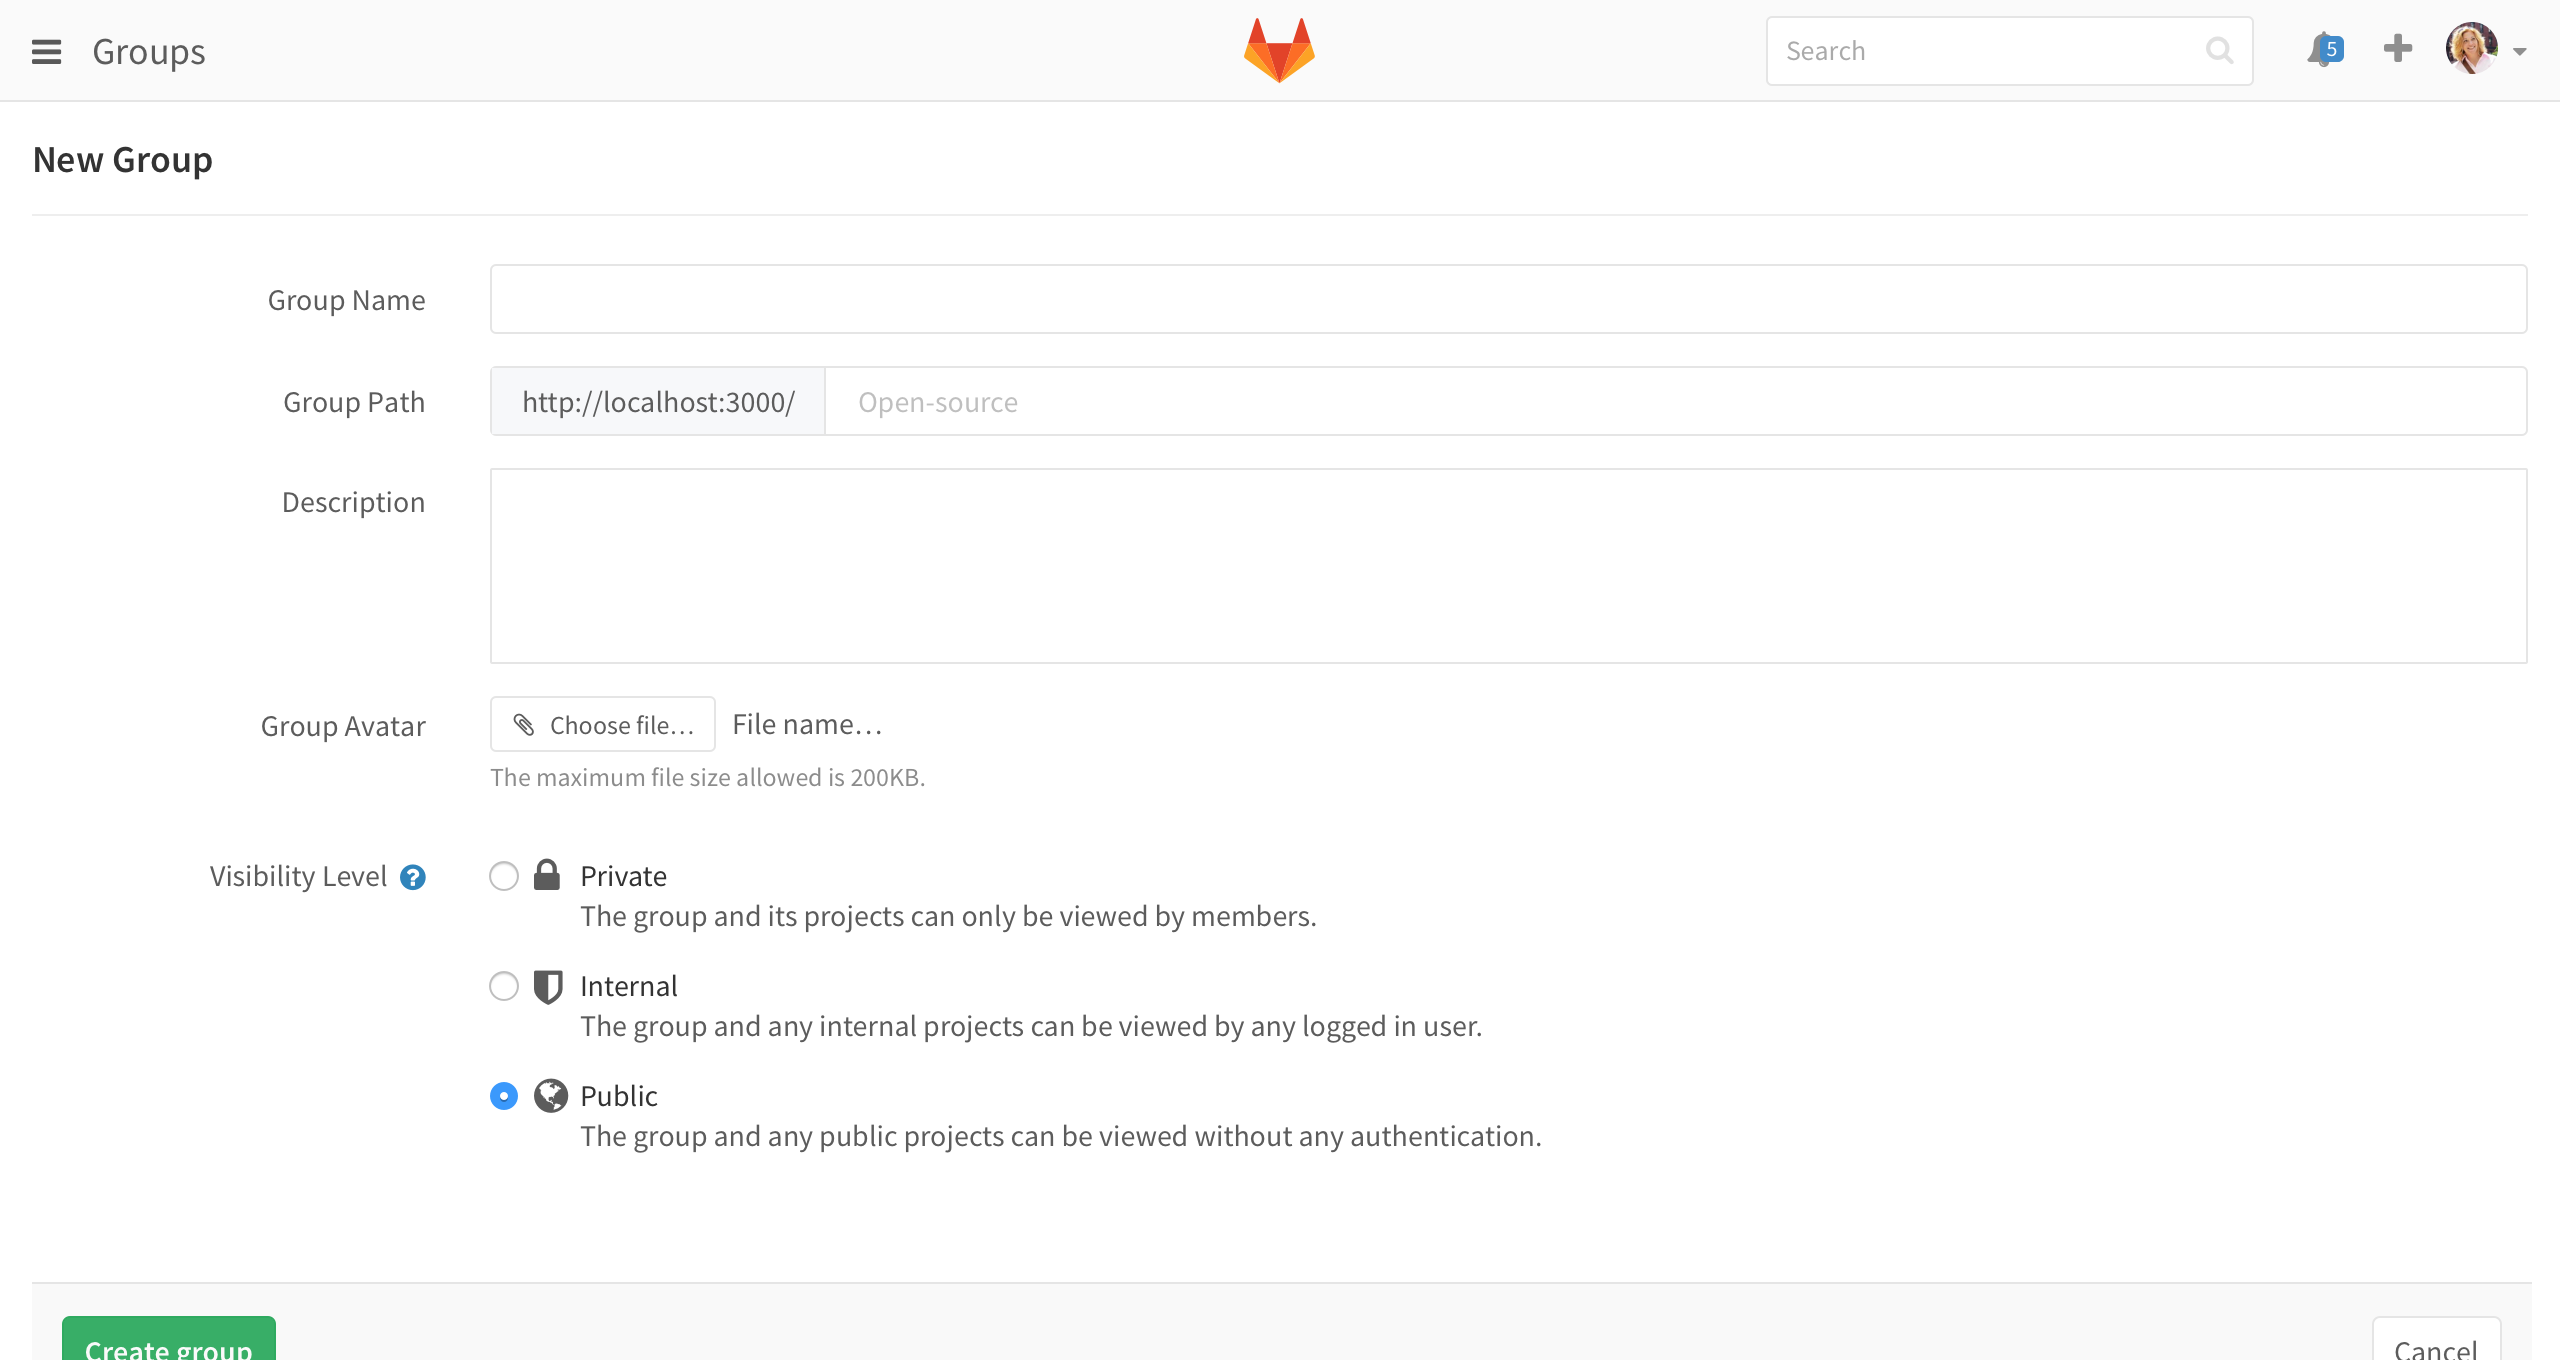 Groups
Search
5
New Group
Group Name
Group Path
http://localhost:3000/
Open-source
Description
Group Avatar
Choose file...
File name...
The maximum file size allowed is 200KB.
Visibility Level ?
Private
The group and its projects can only be viewed by members.
Internal
The group and any internal projects can be viewed by any logged in user.
Public
The group and any public projects can be viewed without any authentication.
Create group
Cancel